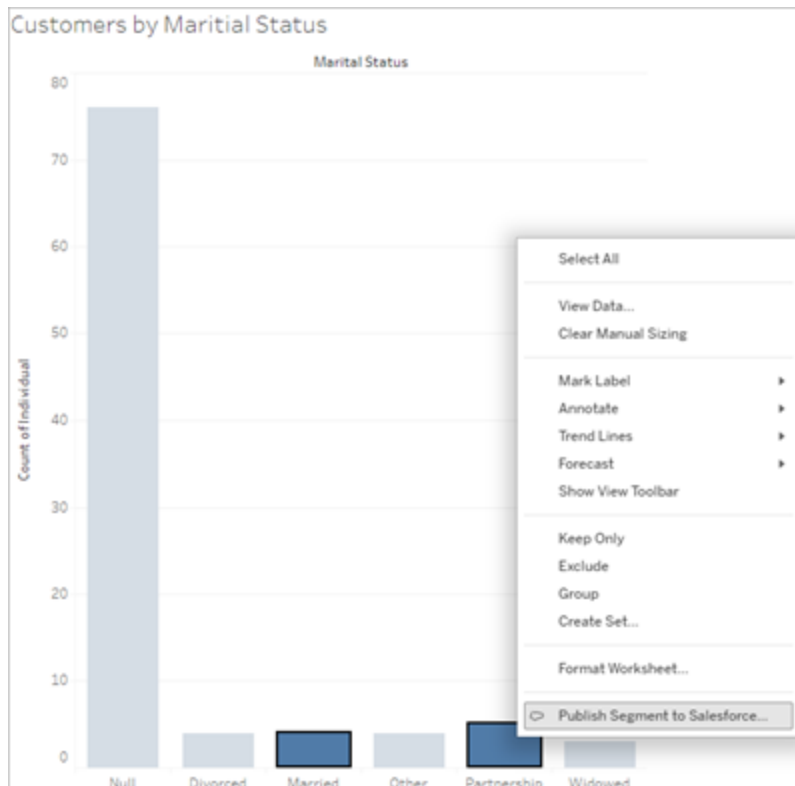 Customers by Maritial Status
Marital Status
80
70
60
50
40
30
20
10
0
Count of Individual
Null Divorced Married Other Partnership Widowed
Select All
View Data...
Clear Manual Sizing
Mark Label
Annotate
Trend Lines
Forecast
Show View Toolbar
Keep Only
Exclude
Group
Create Set...
Format Worksheet...
Publish Segment to Salesforce...